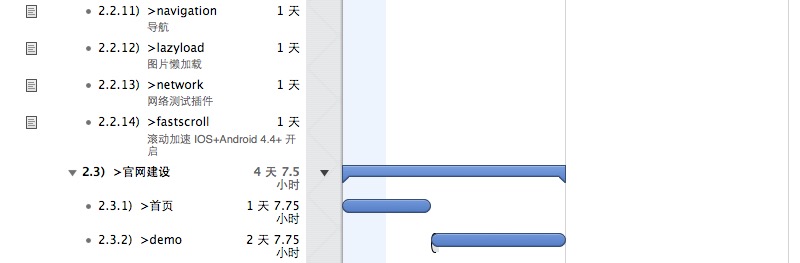 2.2.11) >navigation 1 天
导航
2.2.12) >lazyload 1 天
图片懒加载
2.2.13) >network 1 天
网络测试插件
2.2.14) >fastscroll 1 天
滚动加速 IOS+Android 4.4+ 开
启
2.3) >官网建设 4 天 7.5
小时
2.3.1) >首页 1 天 7.75
小时
2.3.2) >demo 2 天 7.75
小时